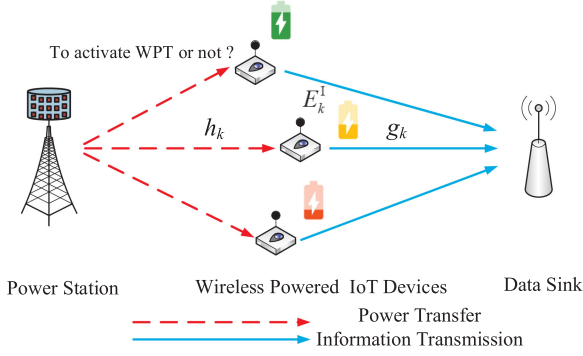 To activate WPT or not ?
E_k^I
h_k
g_k
Power Station
Wireless Powered IoT Devices
Data Sink
Power Transfer
Information Transmission